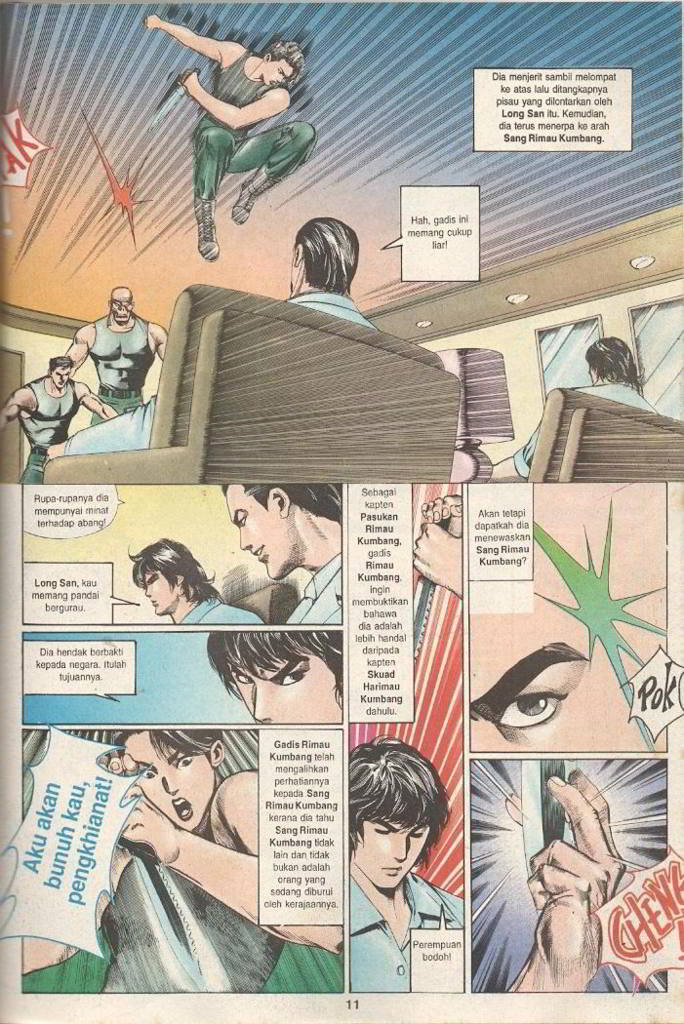 Dia menjerit sambil melompat
ke atas lalu ditangkapnya
pisau yang dilontarkan oleh
Long San itu. Kemudian,
dia terus menerpa ke arah
Sang Rimau Kumbang.
AK
!
Hah, gadis ini
memang cukup
liar!
Rupa-rupanya dia
mempunyai minat
terhadap abang!
Long San, kau
memang pandai
bergurau.
Dia hendak berbakti
kepada negara. Itulah
tujuannya.
Sebagai
kapten
Pasukan
Rimau
Kumbang,
gadis
Rimau
Kumbang,
ingin
membuktikan
bahawa
dia adalah
lebih handal
daripada
kapten
Skuad
Harimau
Kumbang
dahulu.
Akan tetapi
dapatkah dia
menewaskan
Sang Rimau
Kumbang?
POK
Aku akan
bunuh kau,
pengkhianat!
Gadis Rimau
Kumbang telah
mengalihkan
perhatiannya
kepada Sang
Rimau Kumbang
kerana dia tahu
Sang Rimau
Kumbang tidak
lain dan tidak
bukan adalah
orang yang
sedang diburui
oleh kerajaannya.
Perempuan
bodoh!
CHENG
!
11